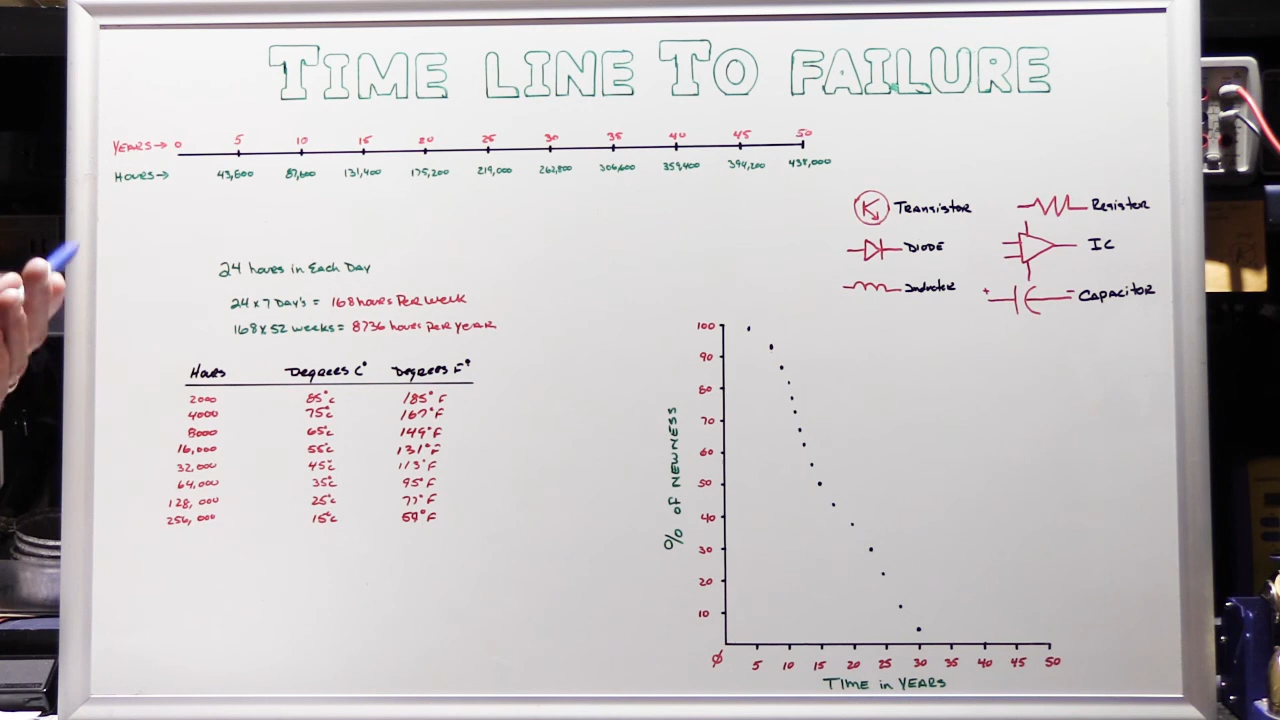 TIME LINE TO FAILURE
YEARS→ 0 5 10 15 20 25 30 35 40 45 50
HOURS→ 43,800 87,600 131,400 175,200 219,000 262,800 306,600 359,400 394,200 438,000
TRANSISTOR Resistor
DIODE IC
Inductor + - CAPACITOR
24 hours in Each Day
24 x 7 Day's = 168 hours Per Week
168 x 52 weeks = 8736 hours Per Year
Hours Degrees C° Degrees F°
2000 85°c 185°F
4000 75°c 167°F
8000 65°c 149°F
16,000 55°c 131°F
32,000 45°c 113°F
64,000 35°c 95°F
128,000 25°c 77°F
256,000 15°c 59°F
% OF NEWNESS
100
90
80
70
60
50
40
30
20
10
Ø 5 10 15 20 25 30 35 40 45 50
TIME in YEARS